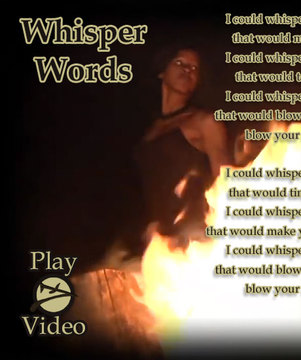 Whisper
Words
I could whispe
that would m
I could whispe
that would t
I could whispe
that would blow
blow your
I could whispe
that would tin
I could whispe
that would make y
I could whispe
that would blow
blow your
Play
Video